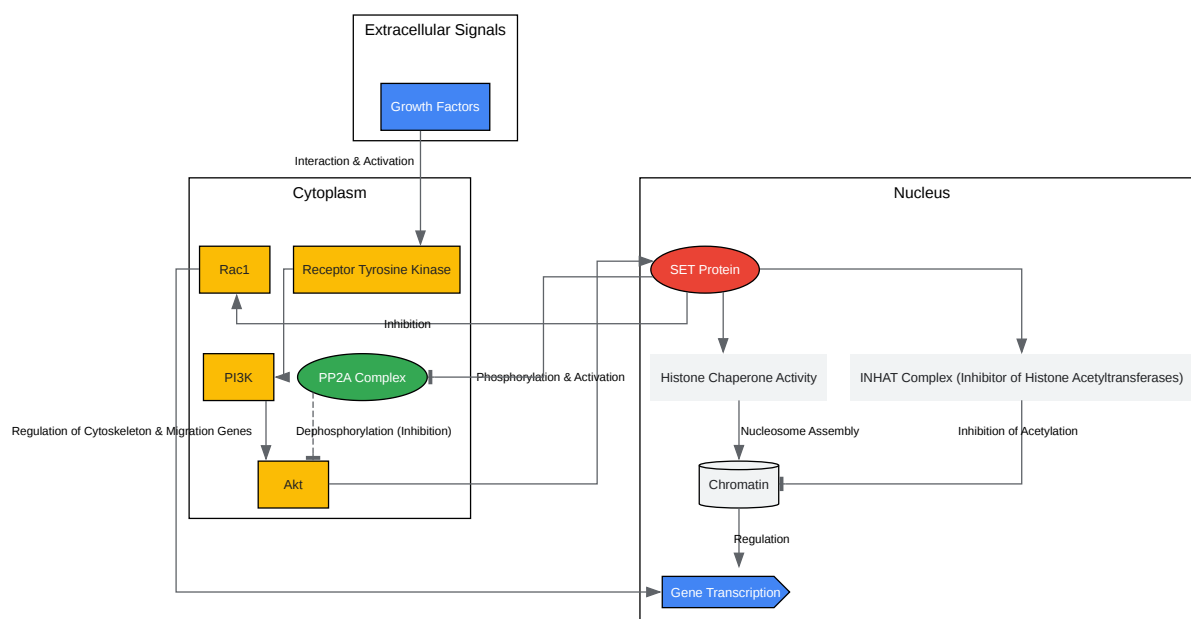 Extracellular Signals
Growth Factors
Interaction & Activation
Cytoplasm
Nucleus
Rac1
Receptor Tyrosine Kinase
SET Protein
Inhibition
PI3K
PP2A Complex
Phosphorylation & Activation
Histone Chaperone Activity
INHAT Complex (Inhibitor of Histone Acetyltransferases)
Regulation of Cytoskeleton & Migration Genes
Dephosphorylation (Inhibition)
Nucleosome Assembly
Inhibition of Acetylation
Akt
Chromatin
Regulation
Gene Transcription